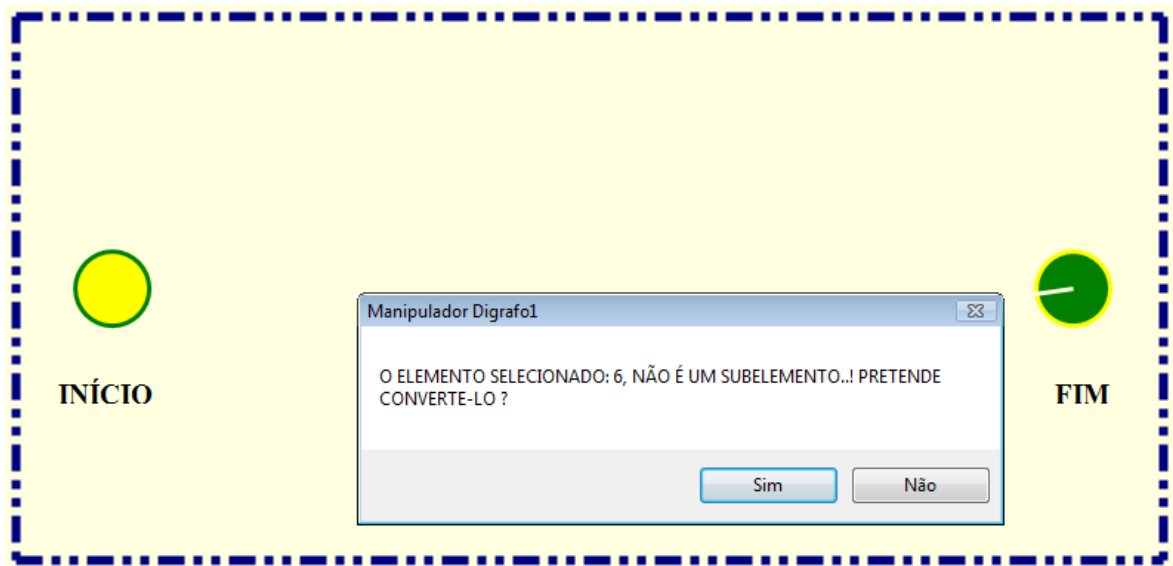 Manipulador Digrafo1
O ELEMENTO SELECIONADO: 6, NÃO É UM SUBELEMENTO..! PRETENDE
CONVERTE-LO ?
INÍCIO
FIM
Sim
Não